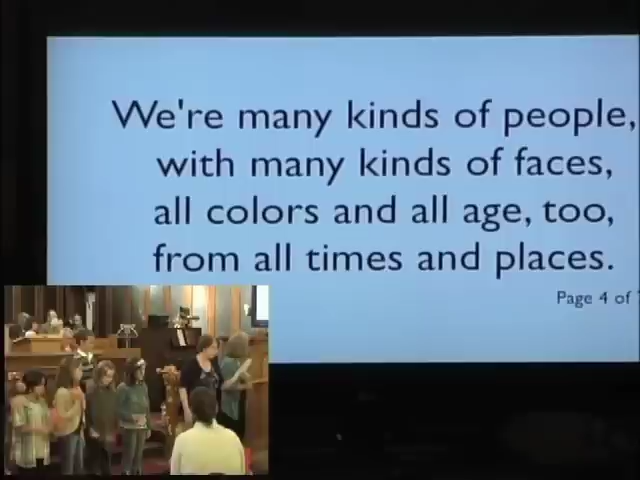 We're many kinds of people,
with many kinds of faces,
all colors and all age, too,
from all times and places.
Page 4 of